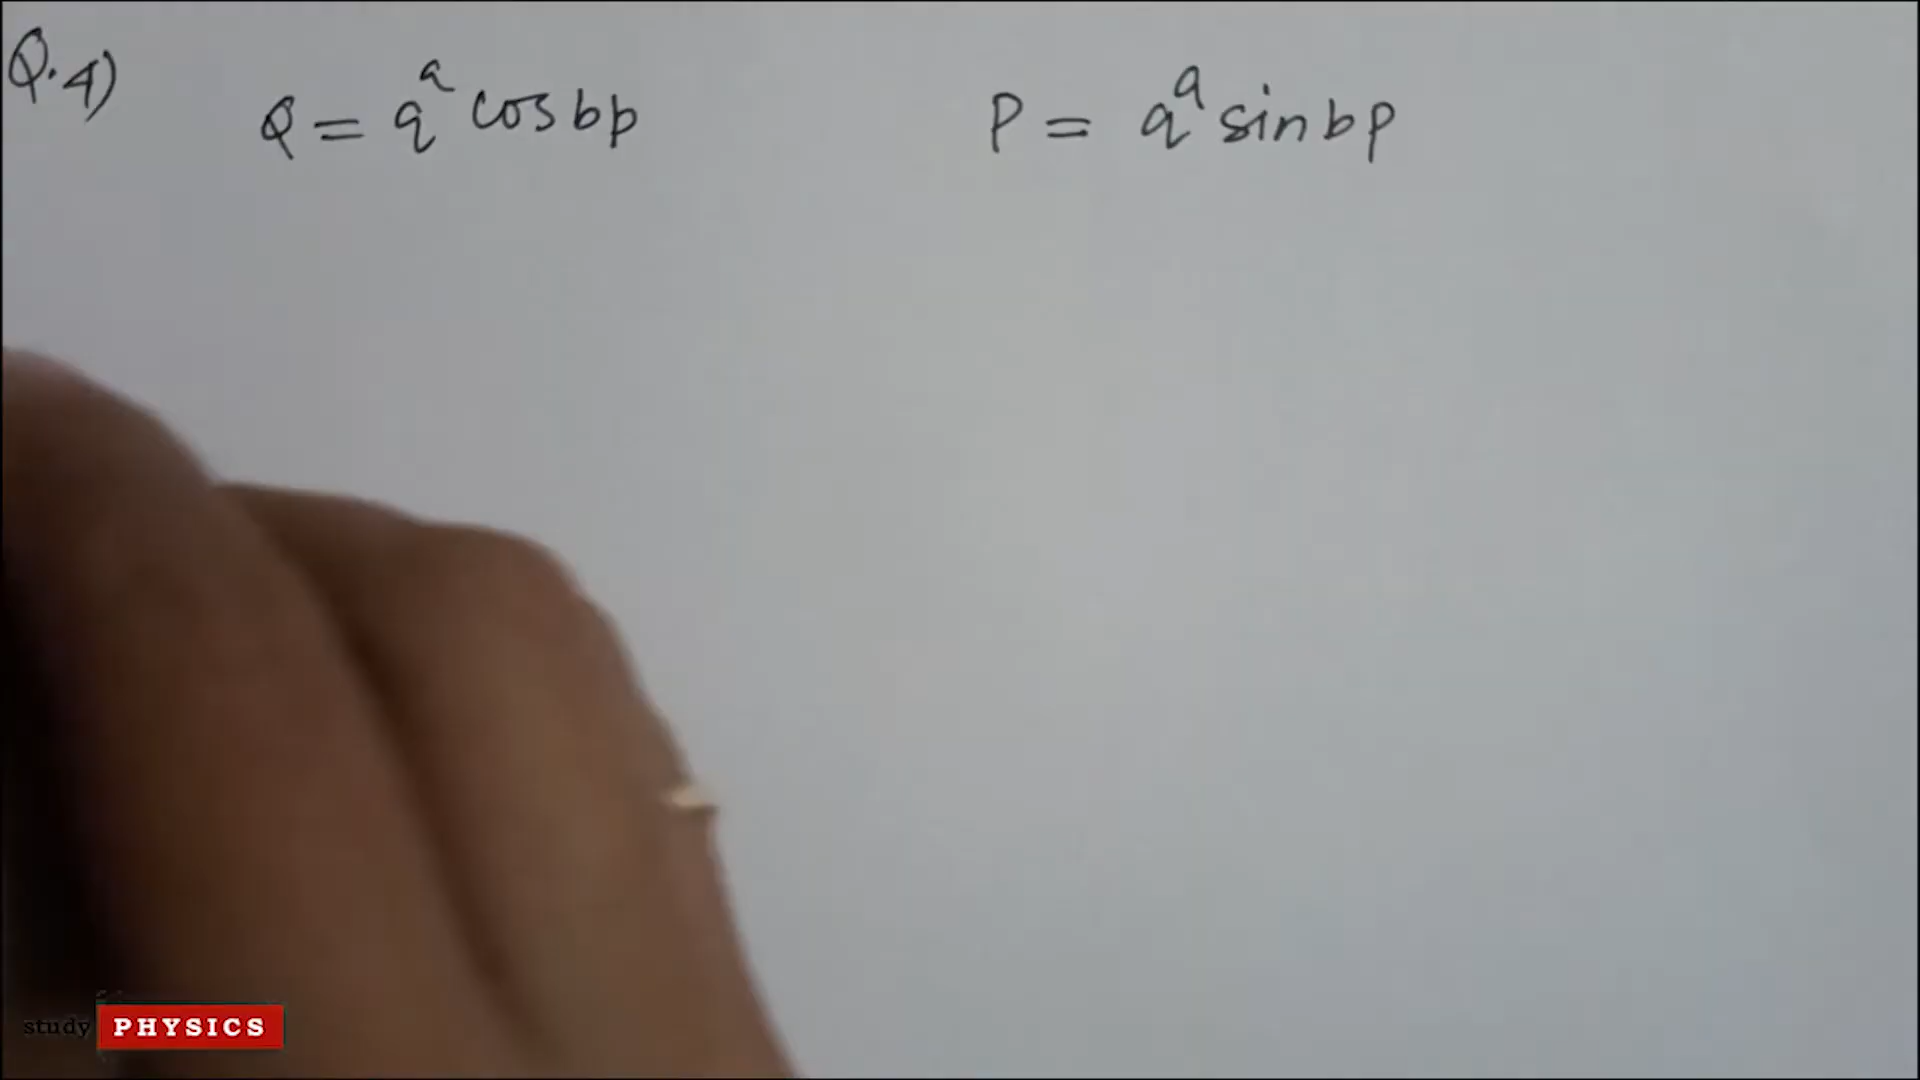 Q.4) Q = q^a cos bp P = q^a sin bp
study PHYSICS